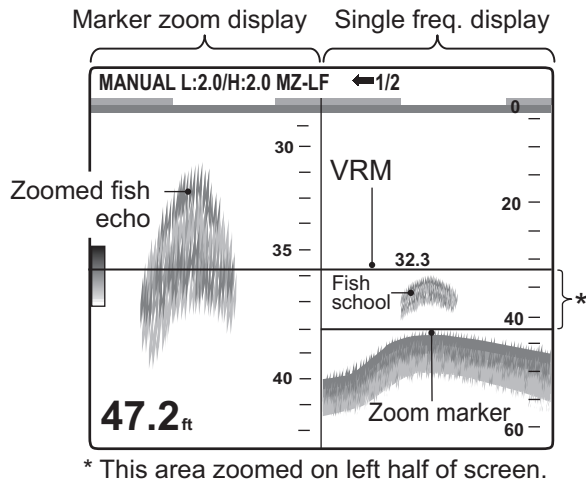 Marker zoom display
Single freq. display
MANUAL L:2.0/H:2.0 MZ-LF ⬅1/2
0
30
VRM
Zoomed fish
echo
20
35
32.3
Fish
school
*
40
40
Zoom marker
47.2ft
60
* This area zoomed on left half of screen.